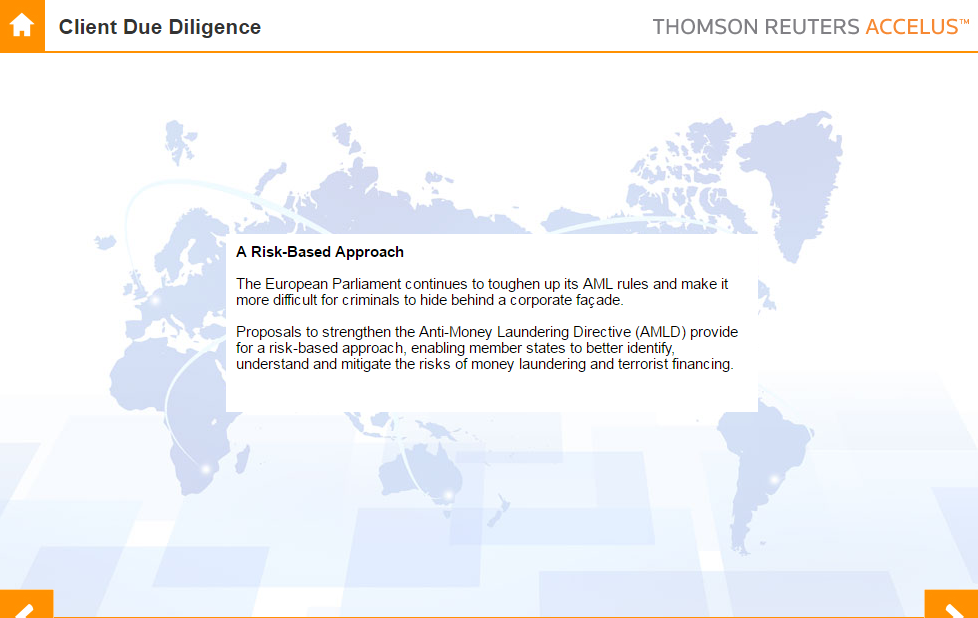 Client Due Diligence
THOMSON REUTERS ACCELUS™
A Risk-Based Approach
The European Parliament continues to toughen up its AML rules and make it
more difficult for criminals to hide behind a corporate façade.
Proposals to strengthen the Anti-Money Laundering Directive (AMLD) provide
for a risk-based approach, enabling member states to better identify,
understand and mitigate the risks of money laundering and terrorist financing.